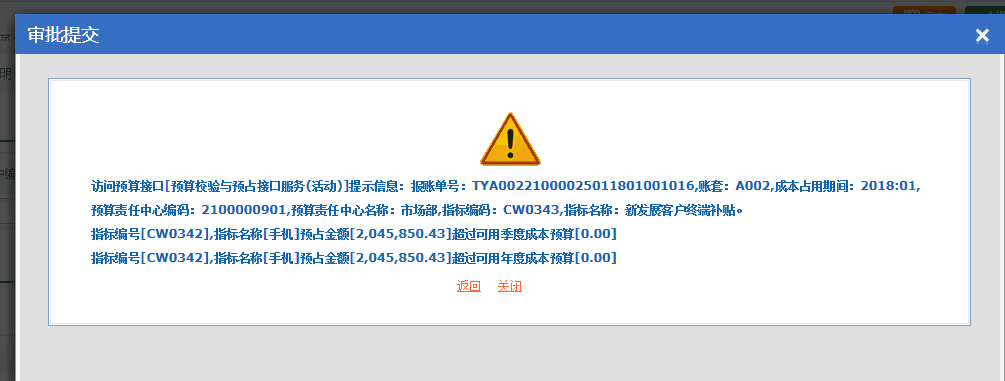 审批提交
访问预算接口[预算校验与预占接口服务(活动)]提示信息：报账单号：TYA00221000025011801001016,账套：A002,成本占用期间：2018:01,
预算责任中心编码：2100000901,预算责任中心名称：市场部,指标编码：CW0343,指标名称：新发展客户终端补贴。
指标编号[CW0342],指标名称[手机]预占金额[2,045,850.43]超过可用季度成本预算[0.00]
指标编号[CW0342],指标名称[手机]预占金额[2,045,850.43]超过可用年度成本预算[0.00]
返回 关闭